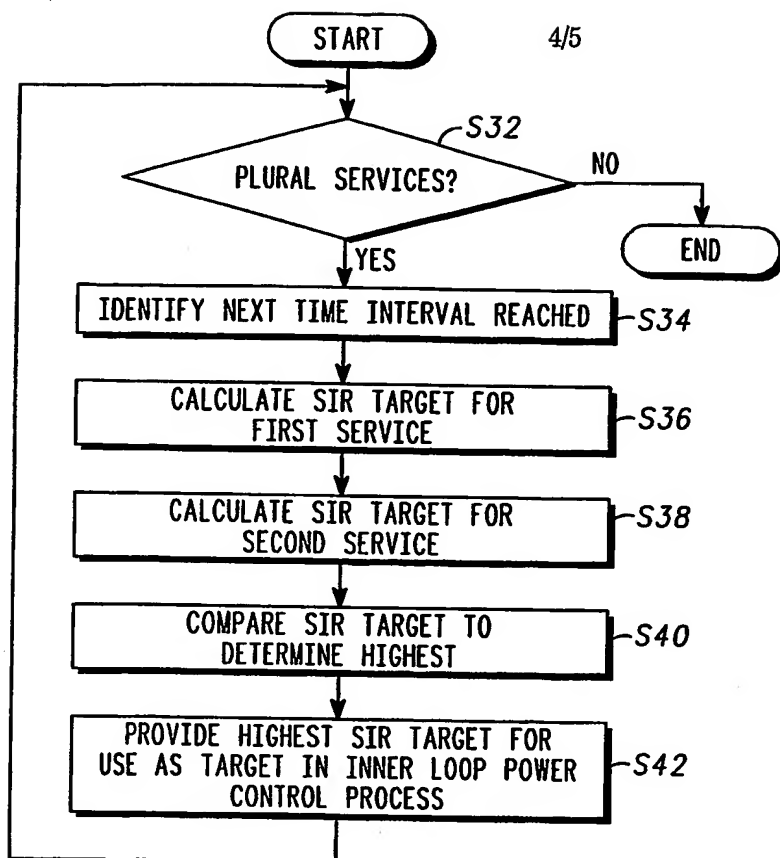 START
4/5
S32
PLURAL SERVICES?
NO
END
YES
IDENTIFY NEXT TIME INTERVAL REACHED
S34
CALCULATE SIR TARGET FOR
FIRST SERVICE
S36
CALCULATE SIR TARGET FOR
SECOND SERVICE
S38
COMPARE SIR TARGET TO
DETERMINE HIGHEST
S40
PROVIDE HIGHEST SIR TARGET FOR
USE AS TARGET IN INNER LOOP POWER
CONTROL PROCESS
S42